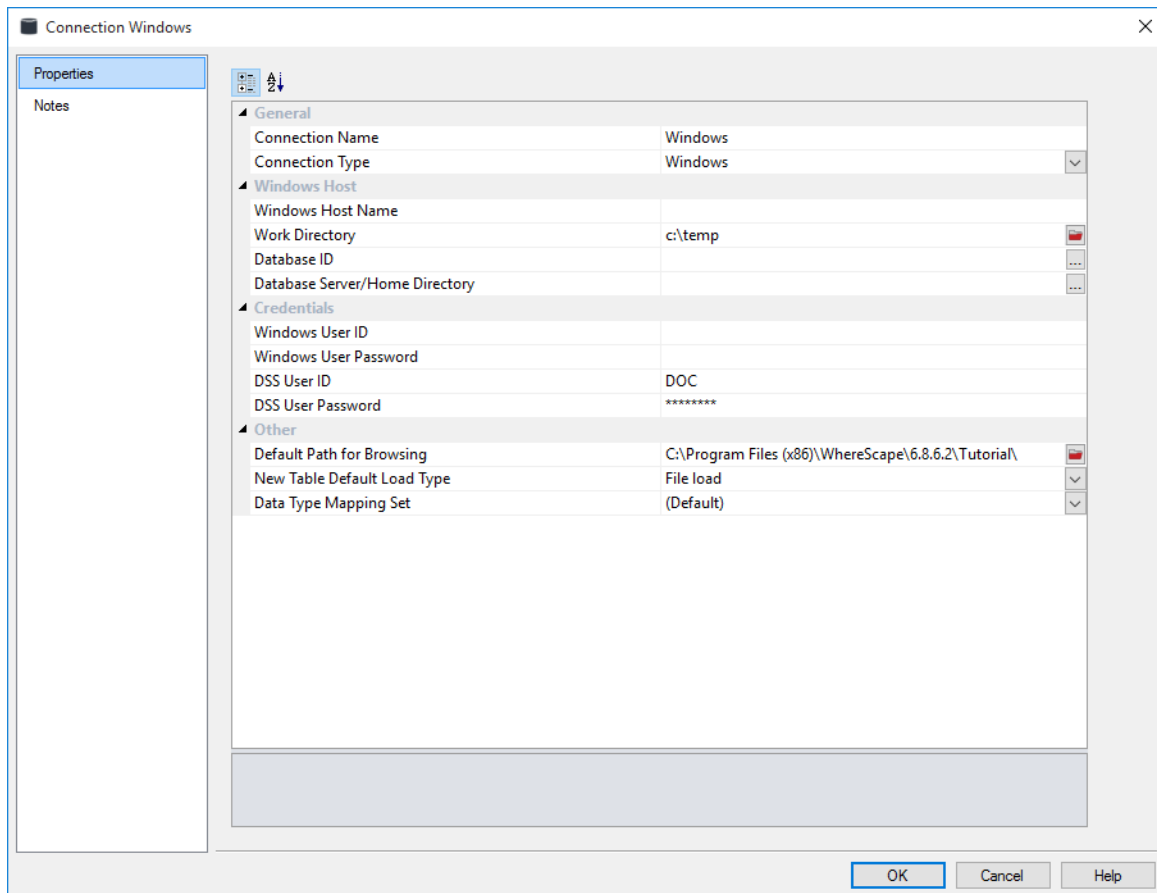 Connection Windows
Properties
Notes
General
Connection Name Windows
Connection Type Windows
Windows Host
Windows Host Name
Work Directory c:\temp
Database ID ...
Database Server/Home Directory ...
Credentials
Windows User ID
Windows User Password
DSS User ID DOC
DSS User Password ********
Other
Default Path for Browsing C:\Program Files (x86)\WhereScape\6.8.6.2\Tutorial\
New Table Default Load Type File load
Data Type Mapping Set (Default)
OK Cancel Help